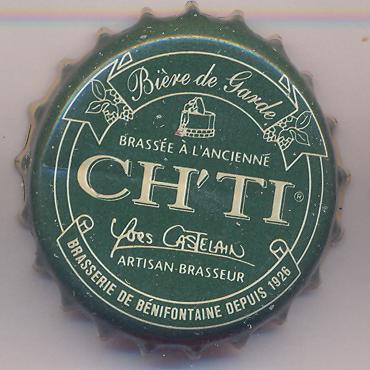 Bière de Garde
BRASSÉE À L'ANCIENNE
CH'TI ®
Yves CASTELAIN
ARTISAN-BRASSEUR
BRASSERIE DE BÉNIFONTAINE DEPUIS 1926